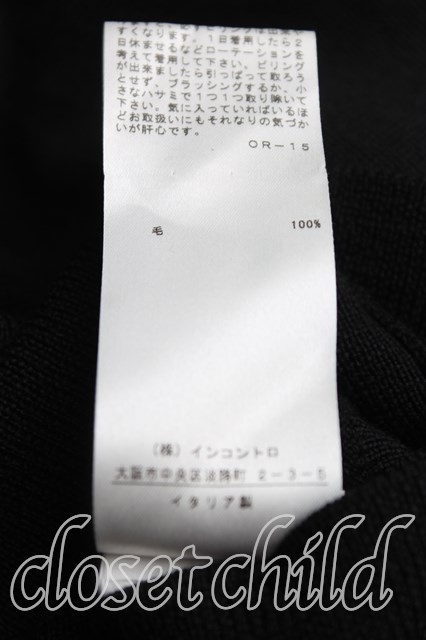 すくなります。1日着用したら2
日休ませるなどローテーションを
考えて着用して下さい。ピリング
が出来ましたら引っぱって取ろう
とせず。ブラッシングするか、小
さなハサミで1つ1つ取り除いて
下さい。気に入っていればいるほ
どお取扱いにもそれなりの気づか
いが肝心です。
OR-15
毛 100%
(株)インコントロ
大阪市中央区淡路町 2-3-5
イタリア製
closet child